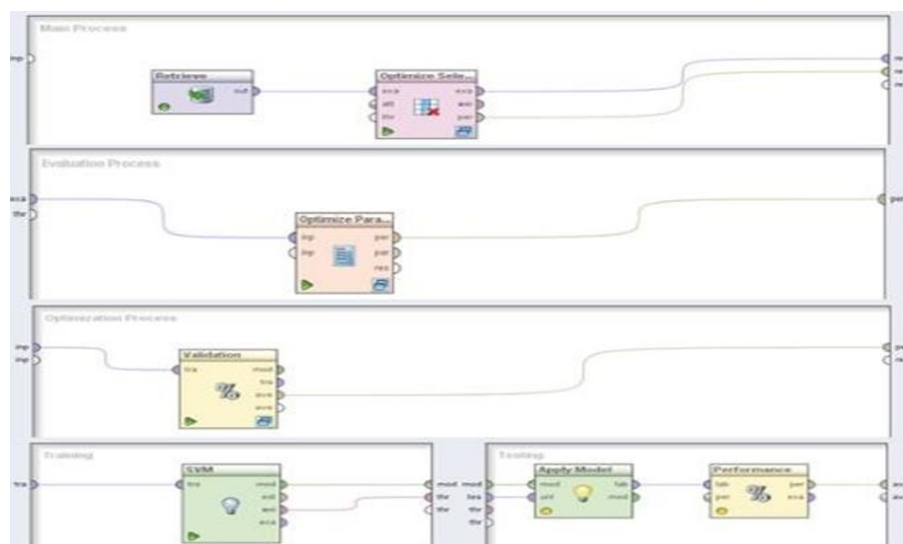 Main Process
inp
Retrieve
out
Optimize Sele...
exa
exa
att
wei
thr
per
Evaluation Process
exa
thr
Optimize Para...
inp
per
inp
par
res
per
Optimization Process
inp
inp
Validation
tra
mod
tra
ave
ave
Training
tra
SVM
tra
mod
est
wei
exa
mod
thr
thr
Testing
mod
tes
thr
thr
Apply Model
mod
lab
unl
mod
Performance
lab
per
per
exa